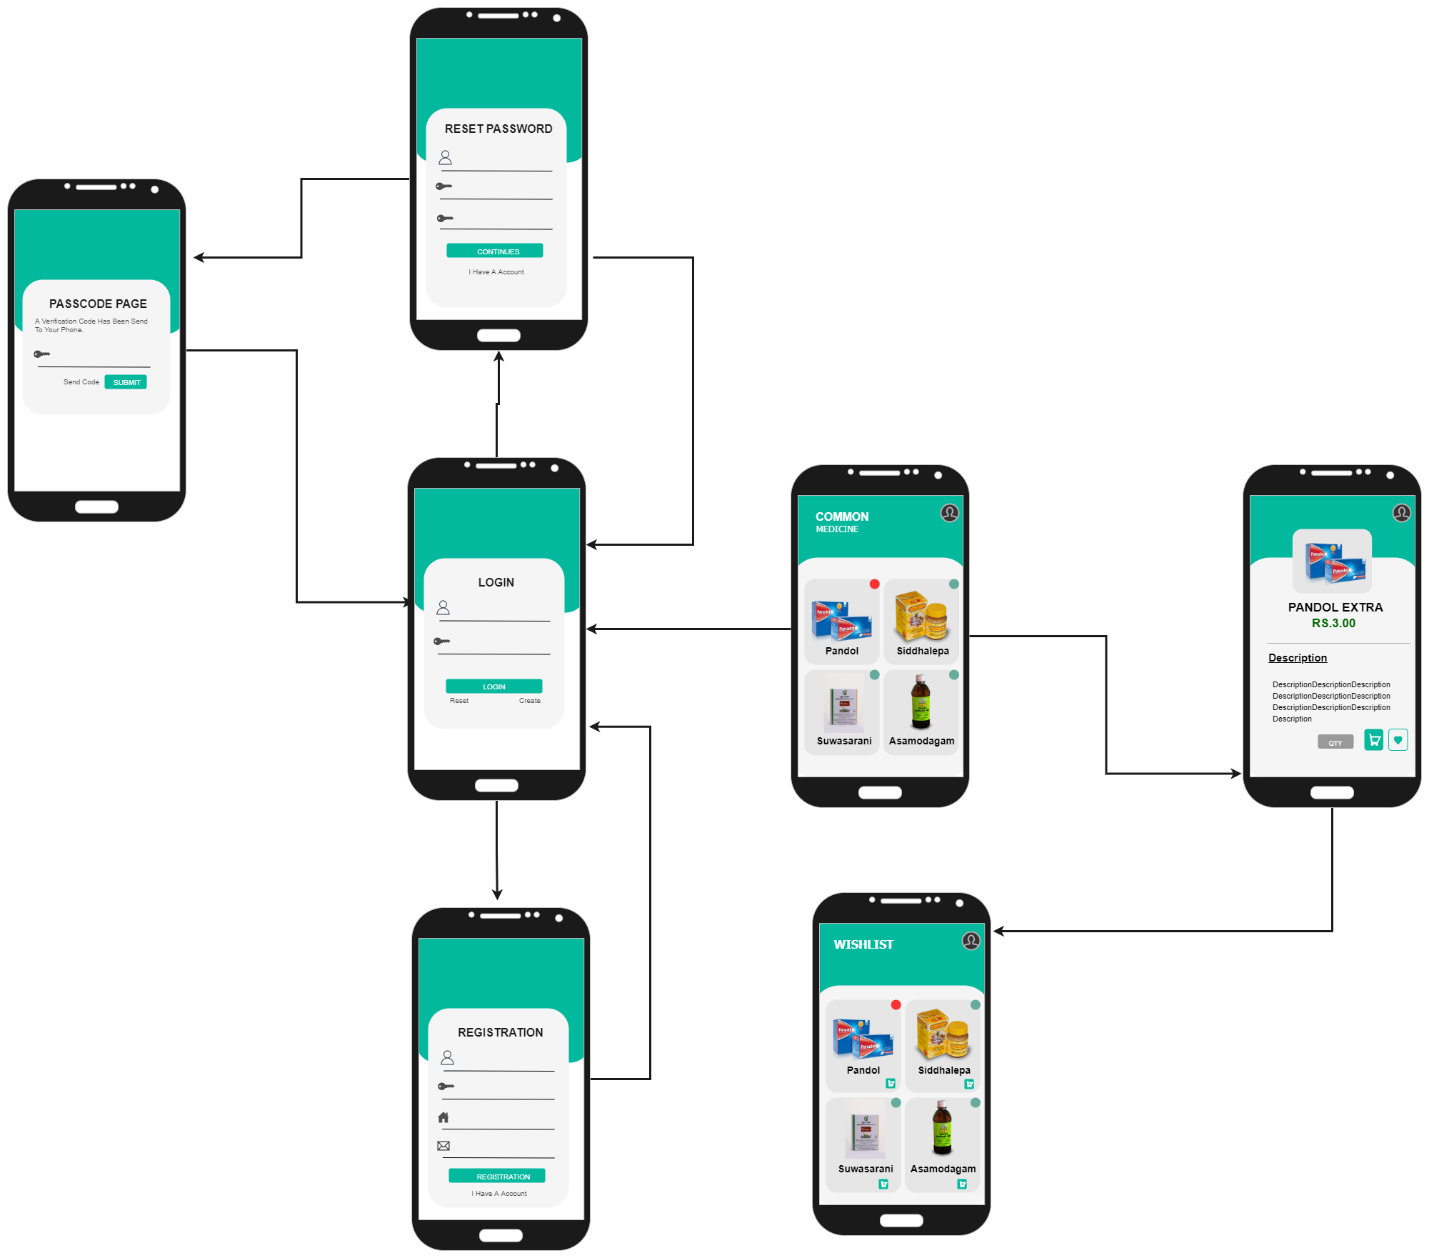 RESET PASSWORD
CONTINUES
I Have A Account
PASSCODE PAGE
A Verification Code Has Been Send
To Your Phone.
Send Code
SUBMIT
LOGIN
LOGIN
Reset
Create
COMMON
MEDICINE
Pandol
Siddhalepa
Suwasarani
Asamodagam
PANDOL EXTRA
RS.3.00
Description
DescriptionDescriptionDescription
DescriptionDescriptionDescription
DescriptionDescriptionDescription
Description
QTY
REGISTRATION
REGISTRATION
I Have A Account
WISHLIST
Pandol
Siddhalepa
Suwasarani
Asamodagam